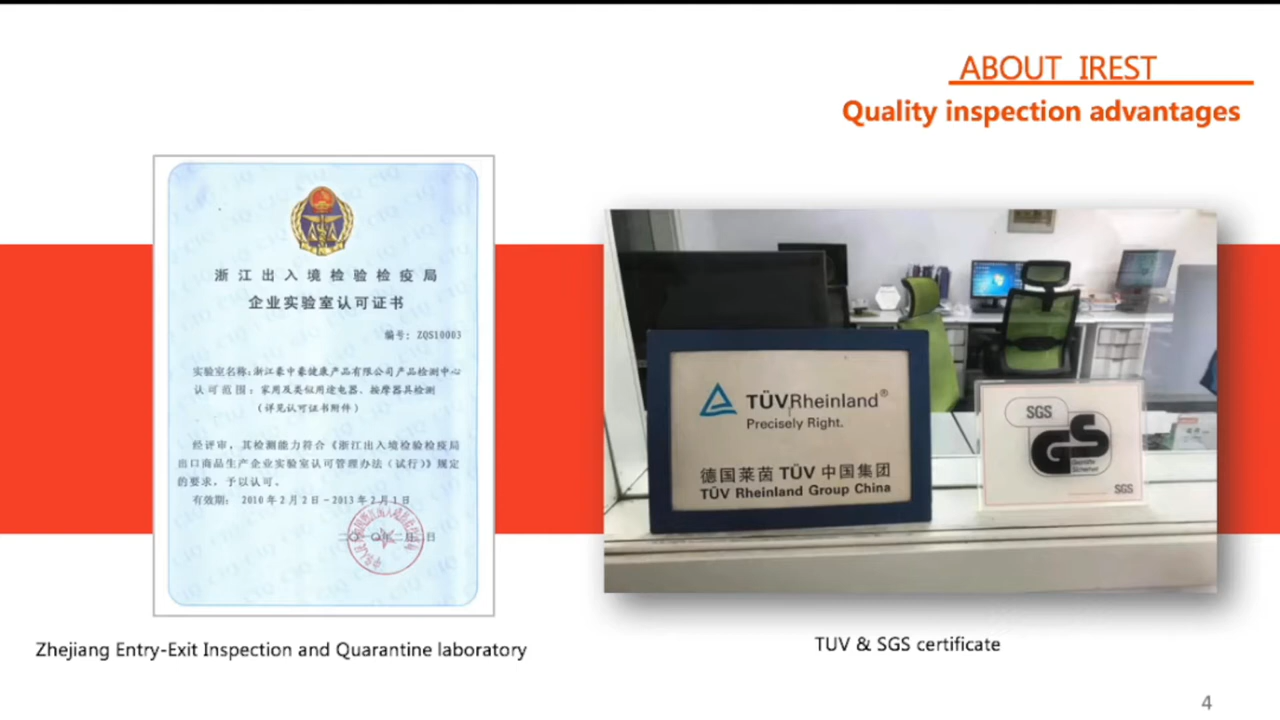 ABOUT IREST
Quality inspection advantages
浙江出入境检验检疫局
企业实验室认可证书
编号: ZQS10003
实验室名称:浙江豪中豪健康产品有限公司产品检测中心
认可范围:家用及类似用途电器、按摩器具检测
(详见认可证书附件)
经评审,其检测能力符合《浙江出入境检验检疫局
出口商品生产企业实验室认可管理办法(试行)》规定
的要求,予以认可。
有效期: 2010年2月2日-2013年2月1日
二〇一〇年二月二日
TÜVRheinland®
Precisely Right.
德国莱茵 TÜV 中国集团
TÜV Rheinland Group China
SGS
GS
geprüfte
Sicherheit
SGS
Zhejiang Entry-Exit Inspection and Quarantine laboratory
TUV & SGS certificate
4